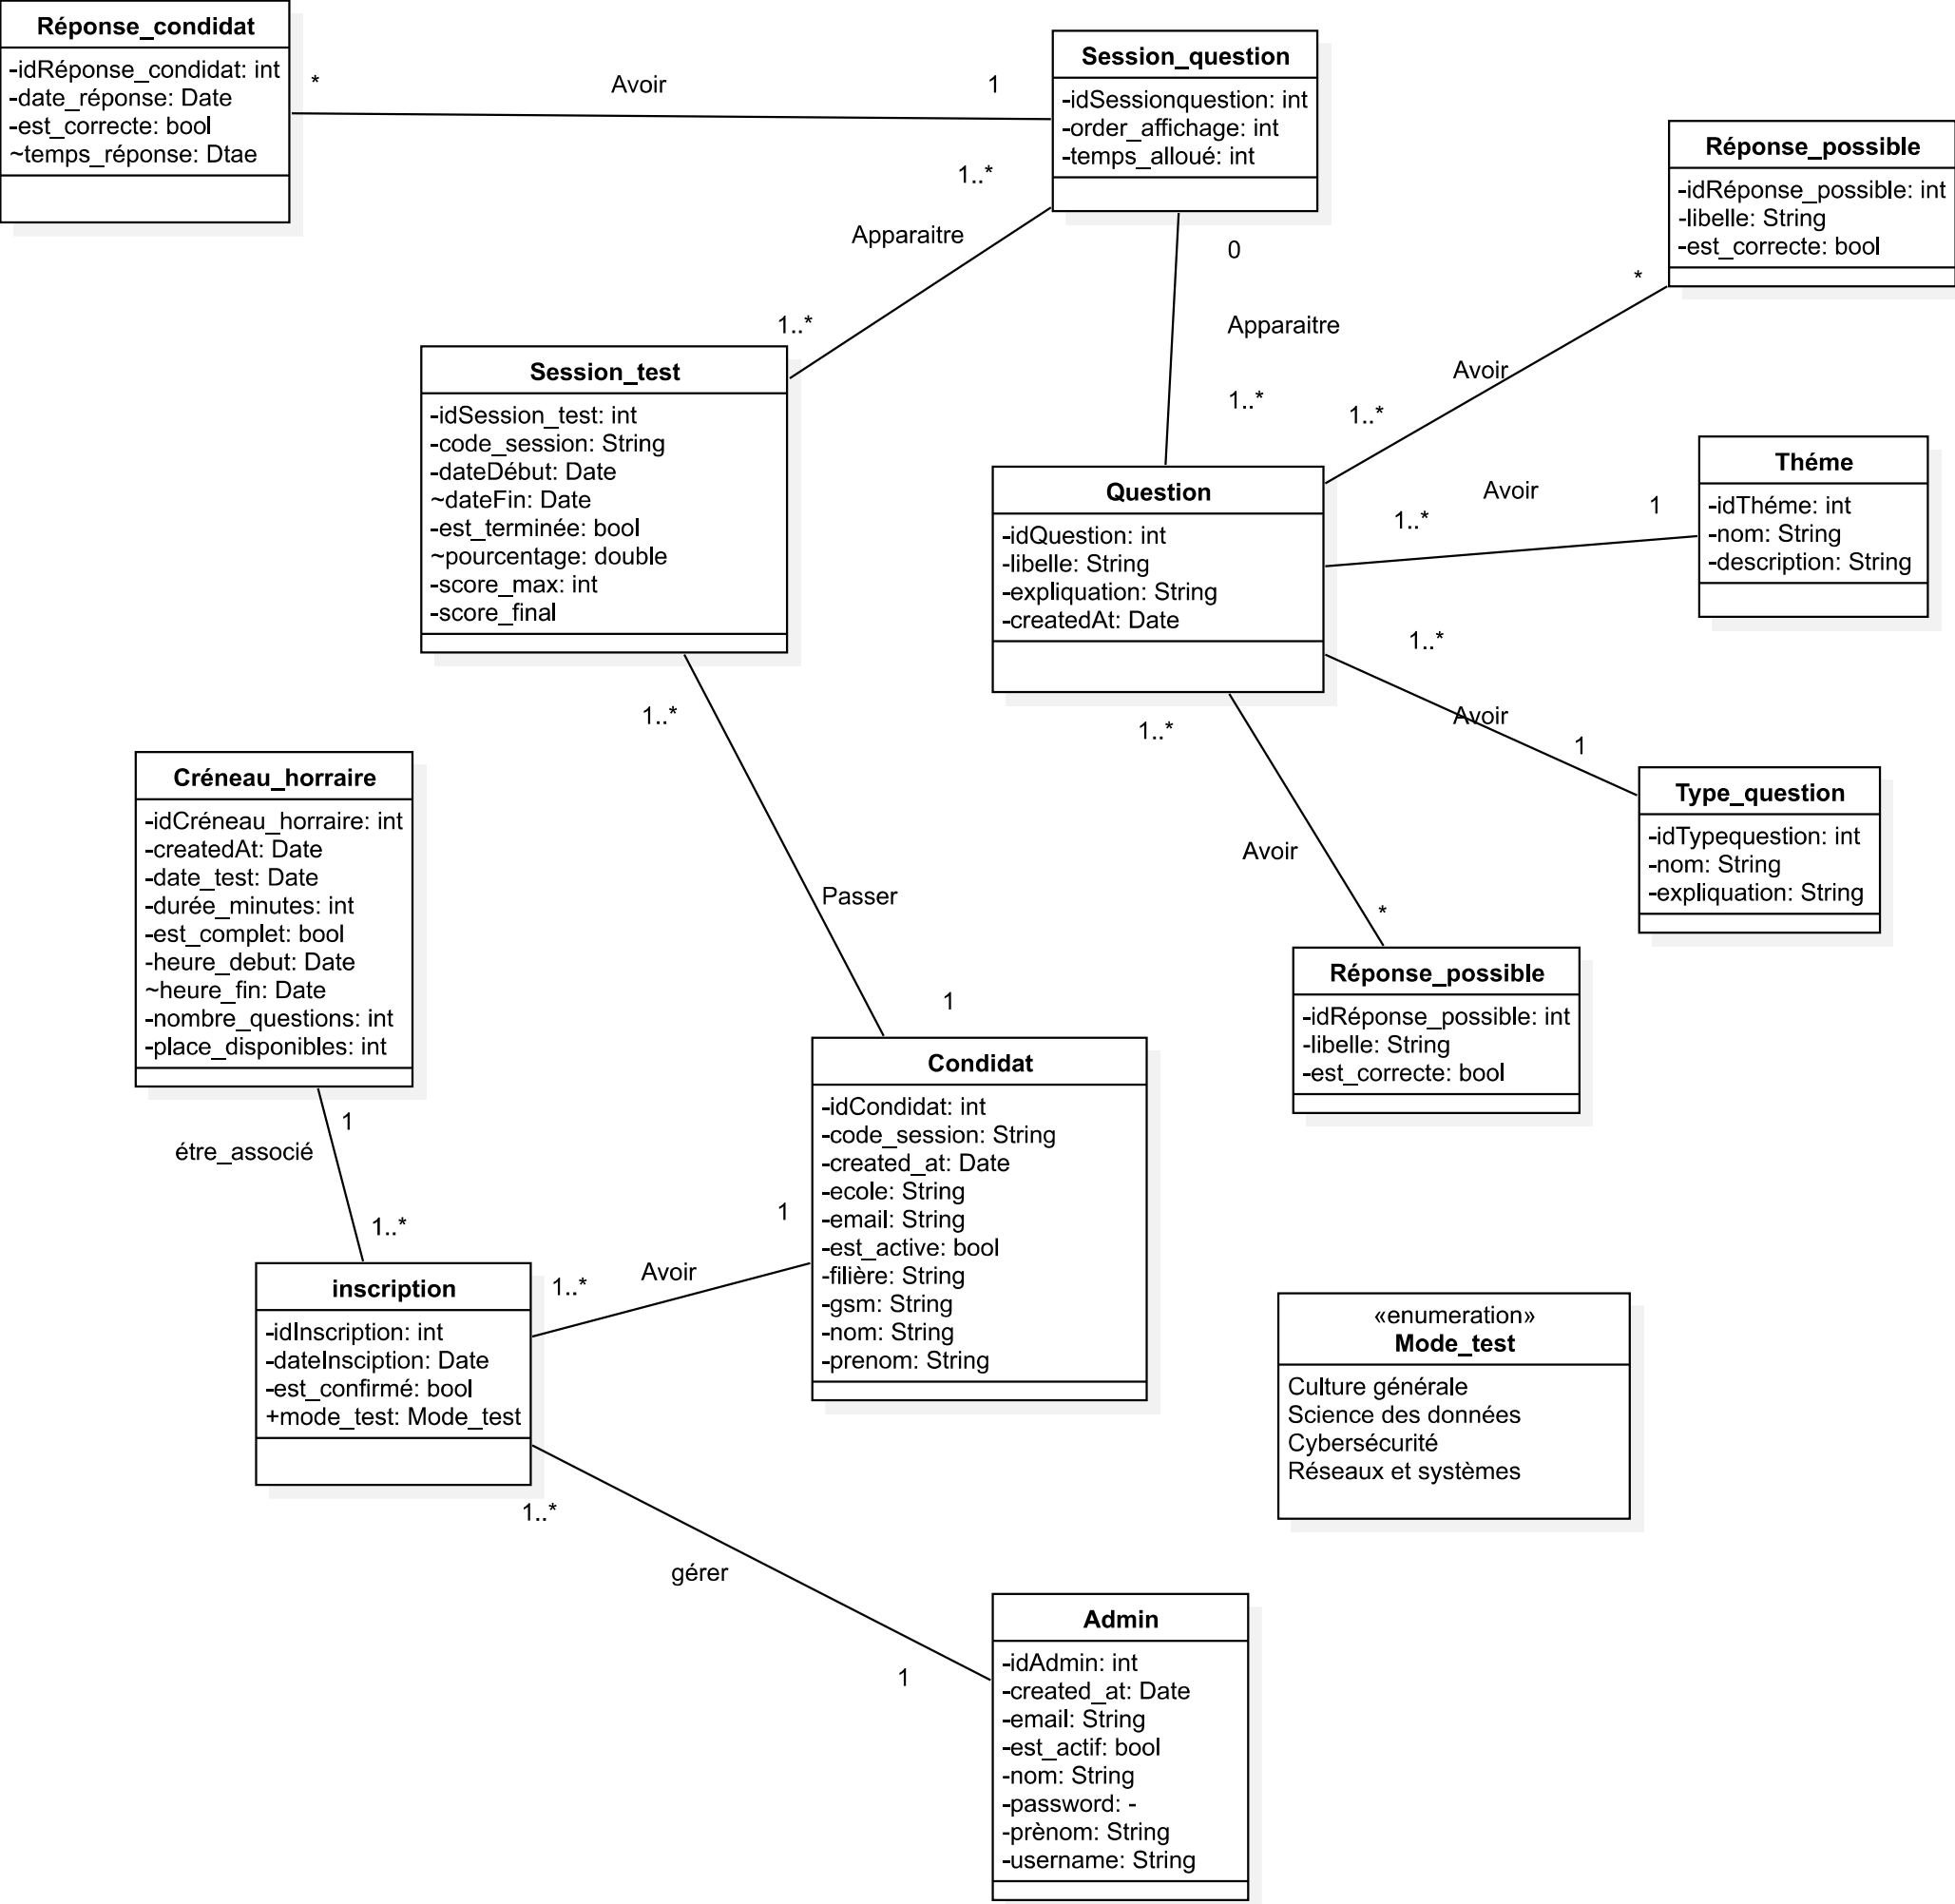 Réponse_condidat
-idRéponse_condidat: int
-date_réponse: Date
-est_correcte: bool
~temps_réponse: Dtae
*
Avoir
1
Session_question
-idSessionquestion: int
-order_affichage: int
-temps_alloué: int
1..*
Apparaitre
1..*
0
Apparaitre
1..*
Réponse_possible
-idRéponse_possible: int
-libelle: String
-est_correcte: bool
*
Avoir
1..*
Session_test
-idSession_test: int
-code_session: String
-dateDébut: Date
~dateFin: Date
-est_terminée: bool
~pourcentage: double
-score_max: int
-score_final
Question
-idQuestion: int
-libelle: String
-expliquation: String
-createdAt: Date
Avoir
1..*
1
Théme
-idThéme: int
-nom: String
-description: String
1..*
Avoir
1
Type_question
-idTypequestion: int
-nom: String
-expliquation: String
1..*
Avoir
*
Réponse_possible
-idRéponse_possible: int
-libelle: String
-est_correcte: bool
1..*
Passer
1
Créneau_horraire
-idCréneau_horraire: int
-createdAt: Date
-date_test: Date
-durée_minutes: int
-est_complet: bool
-heure_debut: Date
~heure_fin: Date
-nombre_questions: int
-place_disponibles: int
1
étre_associé
1..*
Condidat
-idCondidat: int
-code_session: String
-created_at: Date
-ecole: String
-email: String
-est_active: bool
-filière: String
-gsm: String
-nom: String
-prenom: String
1
Avoir
1..*
inscription
-idInscription: int
-dateInsciption: Date
-est_confirmé: bool
+mode_test: Mode_test
«enumeration»
Mode_test
Culture générale
Science des données
Cybersécurité
Réseaux et systèmes
1..*
gérer
1
Admin
-idAdmin: int
-created_at: Date
-email: String
-est_actif: bool
-nom: String
-password: -
-prènom: String
-username: String